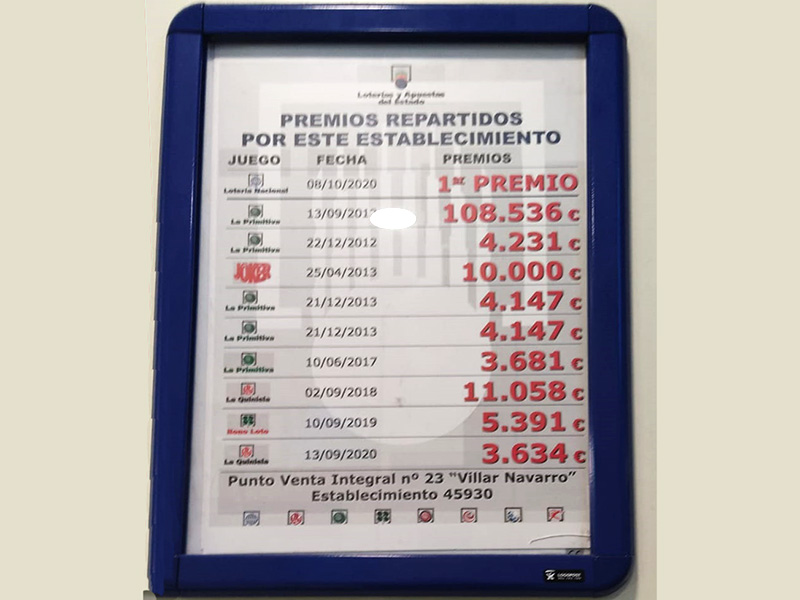 Loterías y Apuestas
del Estado
PREMIOS REPARTIDOS
POR ESTE ESTABLECIMIENTO
JUEGO FECHA PREMIOS
Lotería Nacional 08/10/2020 1er PREMIO
La Primitiva 13/09/201 108.536 €
La Primitiva 22/12/2012 4.231 €
JOKER 25/04/2013 10.000 €
La Primitiva 21/12/2013 4.147 €
La Primitiva 21/12/2013 4.147 €
La Primitiva 10/06/2017 3.681 €
La Quiniela 02/09/2018 11.058 €
Bono Loto 10/09/2019 5.391 €
La Quiniela 13/09/2020 3.634 €
Punto Venta Integral nº 23 "Villar Navarro"
Establecimiento 45930